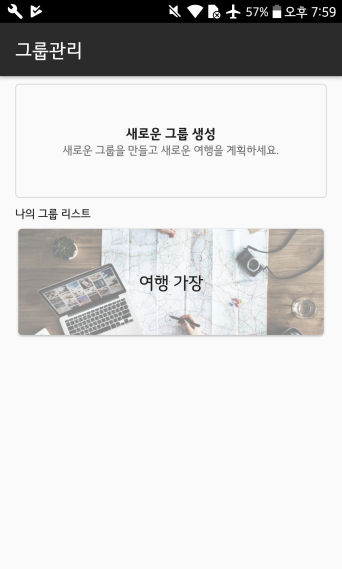 57% 오후 7:59
그룹관리
새로운 그룹 생성
새로운 그룹을 만들고 새로운 여행을 계획하세요.
나의 그룹 리스트
여행 가장